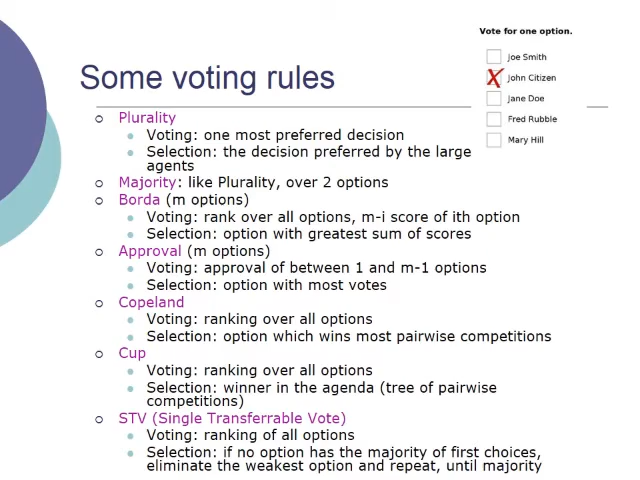 Vote for one option.
Joe Smith
John Citizen
Jane Doe
Fred Rubble
Mary Hill
Some voting rules
Plurality
Voting: one most preferred decision
Selection: the decision preferred by the large
agents
Majority: like Plurality, over 2 options
Borda (m options)
Voting: rank over all options, m-i score of ith option
Selection: option with greatest sum of scores
Approval (m options)
Voting: approval of between 1 and m-1 options
Selection: option with most votes
Copeland
Voting: ranking over all options
Selection: option which wins most pairwise competitions
Cup
Voting: ranking over all options
Selection: winner in the agenda (tree of pairwise
competitions)
STV (Single Transferrable Vote)
Voting: ranking of all options
Selection: if no option has the majority of first choices,
eliminate the weakest option and repeat, until majority